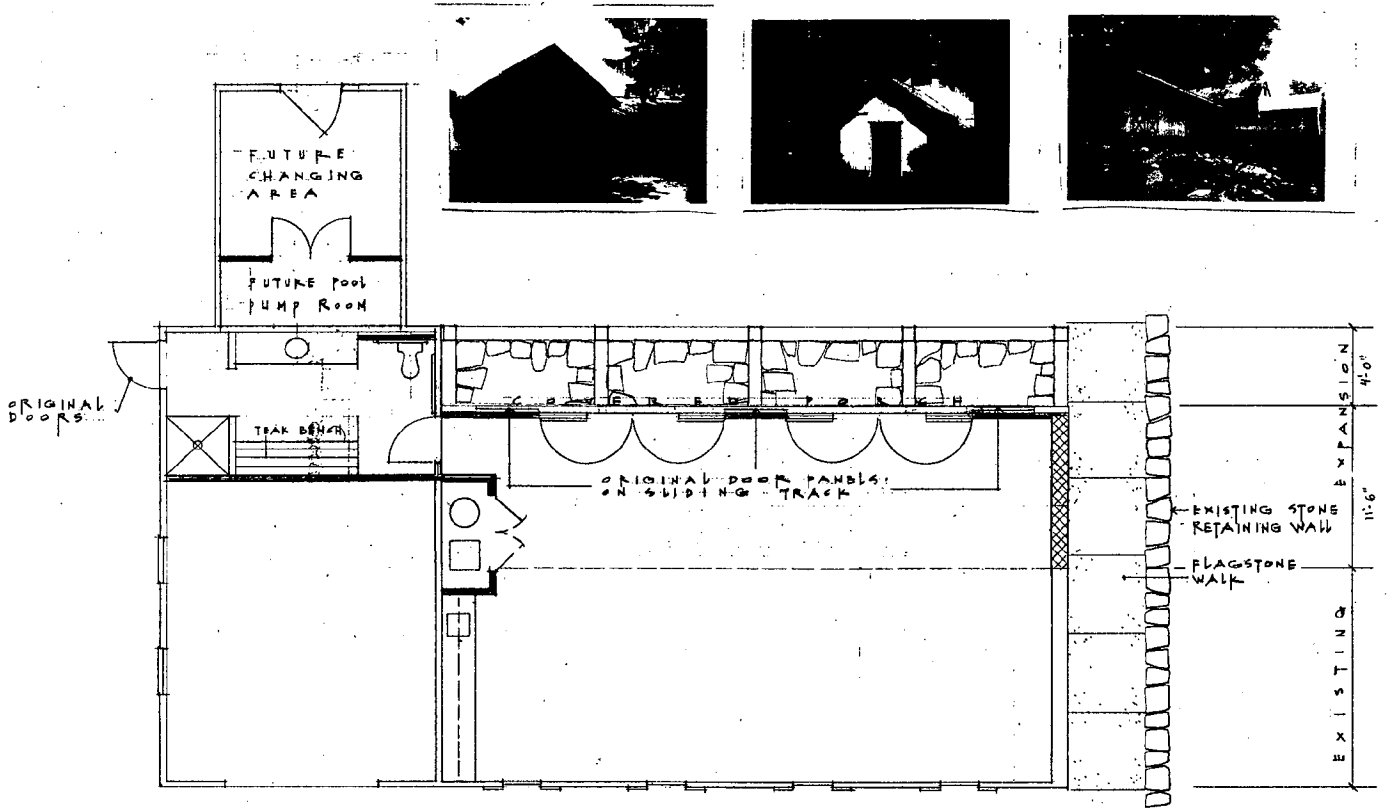 FUTURE
CHANGING
AREA
FUTURE POOL
PUMP ROOM
ORIGINAL
DOORS
TEAK BENCH
COVERED PORCH
ORIGINAL DOOR PANELS
ON SLIDING TRACK
EXISTING STONE
RETAINING WALL
FLAGSTONE
WALK
EXPANSION
4'-0"
11'-6"
EXISTING